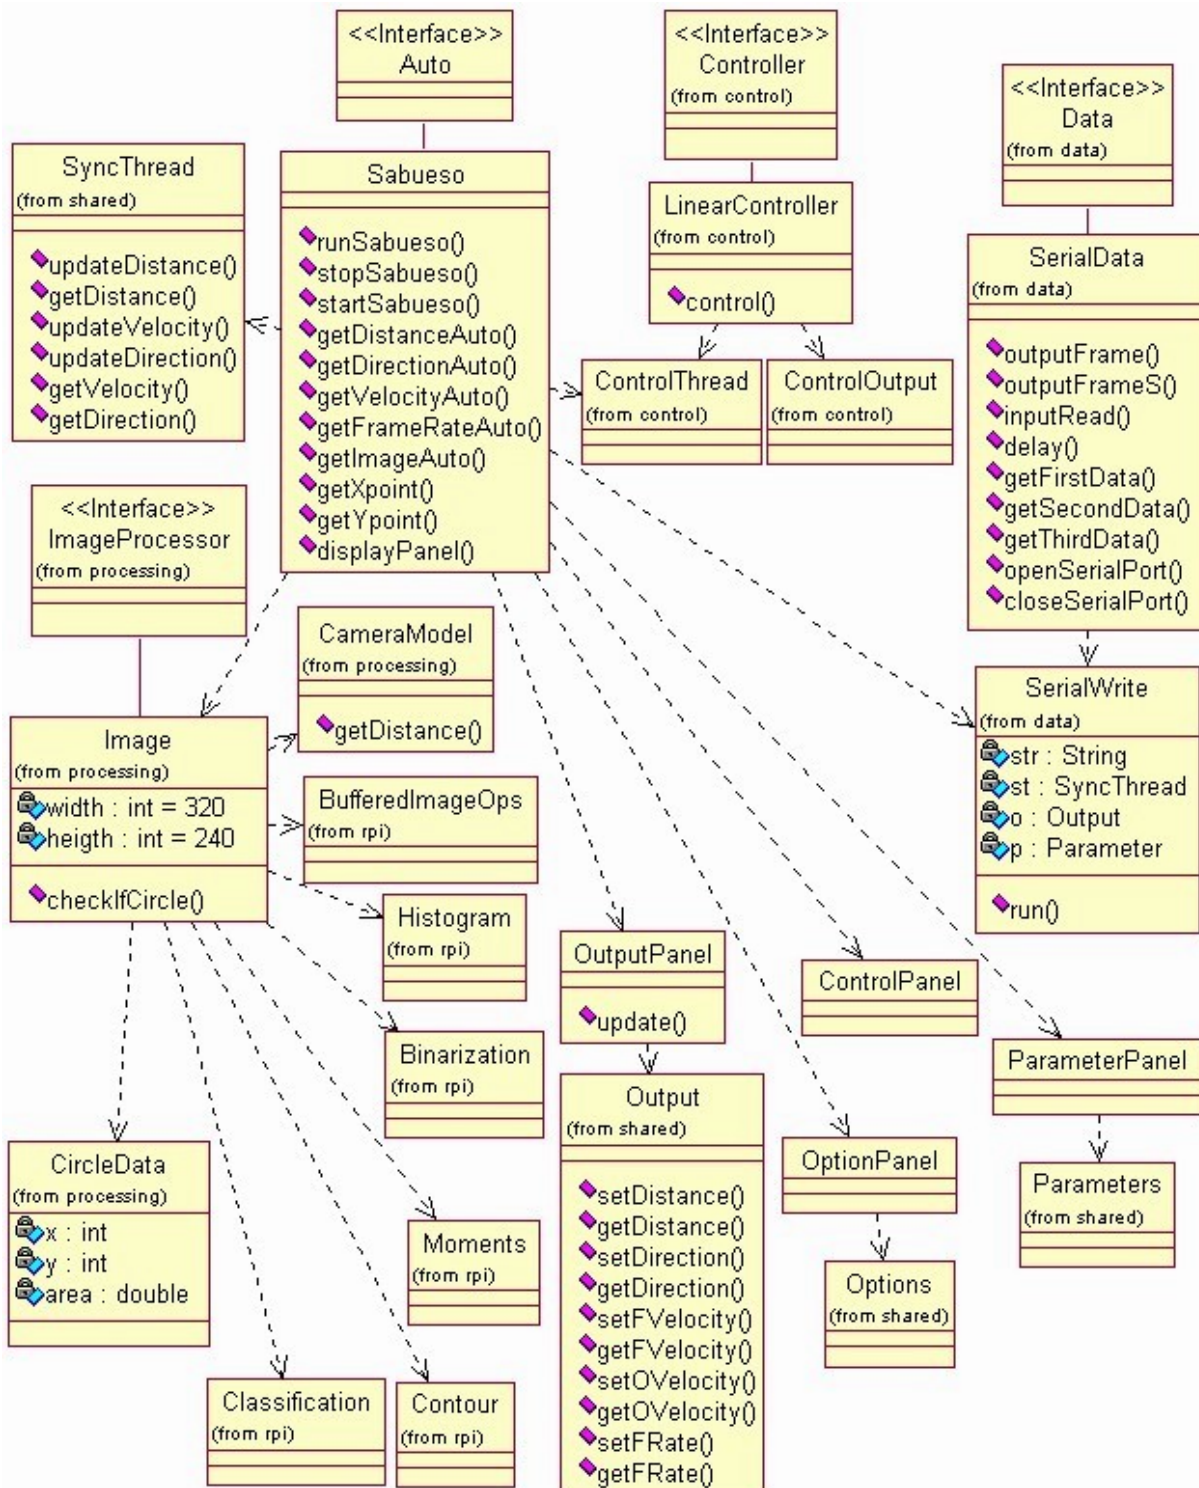 <<Interface>>
Auto
<<Interface>>
Controller
(from control)
<<Interface>>
Data
(from data)
SyncThread
(from shared)
updateDistance()
getDistance()
updateVelocity()
updateDirection()
getVelocity()
getDirection()
Sabueso
runSabueso()
stopSabueso()
startSabueso()
getDistanceAuto()
getDirectionAuto()
getVelocityAuto()
getFrameRateAuto()
getImageAuto()
getXpoint()
getYpoint()
displayPanel()
LinearController
(from control)
control()
SerialData
(from data)
outputFrame()
outputFrameS()
inputRead()
delay()
getFirstData()
getSecondData()
getThirdData()
openSerialPort()
closeSerialPort()
ControlThread
(from control)
ControlOutput
(from control)
<<Interface>>
ImageProcessor
(from processing)
CameraModel
(from processing)
getDistance()
SerialWrite
(from data)
str : String
st : SyncThread
o : Output
p : Parameter
run()
Image
(from processing)
width : int = 320
heigth : int = 240
checkIfCircle()
BufferedImageOps
(from rpi)
Histogram
(from rpi)
OutputPanel
update()
ControlPanel
Binarization
(from rpi)
ParameterPanel
Output
(from shared)
setDistance()
getDistance()
setDirection()
getDirection()
setFVelocity()
getFVelocity()
setOVelocity()
getOVelocity()
setFRate()
getFRate()
CircleData
(from processing)
x : int
y : int
area : double
OptionPanel
Parameters
(from shared)
Moments
(from rpi)
Options
(from shared)
Classification
(from rpi)
Contour
(from rpi)